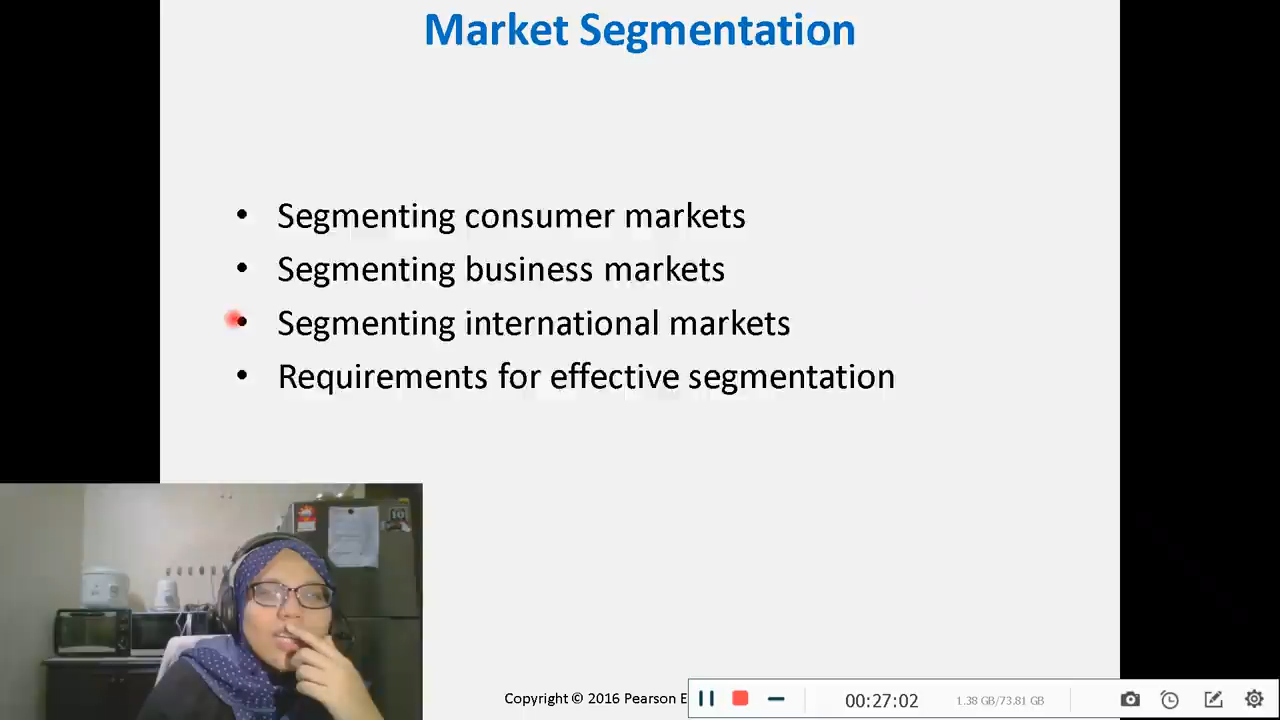 Market Segmentation
• Segmenting consumer markets
• Segmenting business markets
• Segmenting international markets
• Requirements for effective segmentation
10
Copyright © 2016 Pearson E
00:27:02
1.38 GB/73.81 GB